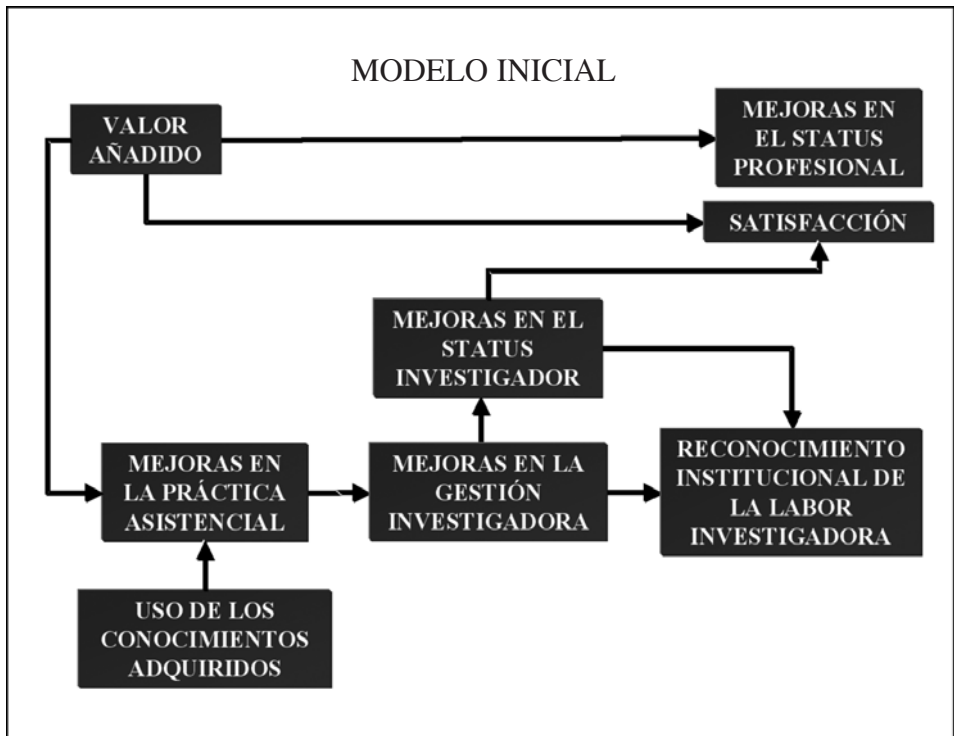 MODELO INICIAL
VALOR
AÑADIDO
MEJORAS EN
EL STATUS
PROFESIONAL
SATISFACCIÓN
MEJORAS EN EL
STATUS
INVESTIGADOR
MEJORAS EN
LA PRÁCTICA
ASISTENCIAL
MEJORAS EN LA
GESTIÓN
INVESTIGADORA
RECONOCIMIENTO
INSTITUCIONAL DE
LA LABOR
INVESTIGADORA
USO DE LOS
CONOCIMIENTOS
ADQUIRIDOS